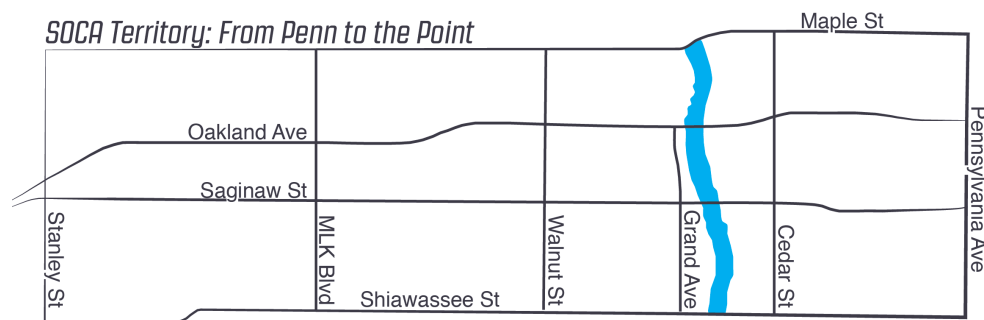 SOCA Territory: From Penn to the Point
Maple St
Oakland Ave
Saginaw St
Shiawassee St
Stanley St
MLK Blvd
Walnut St
Grand Ave
Cedar St
Pennsylvania Ave